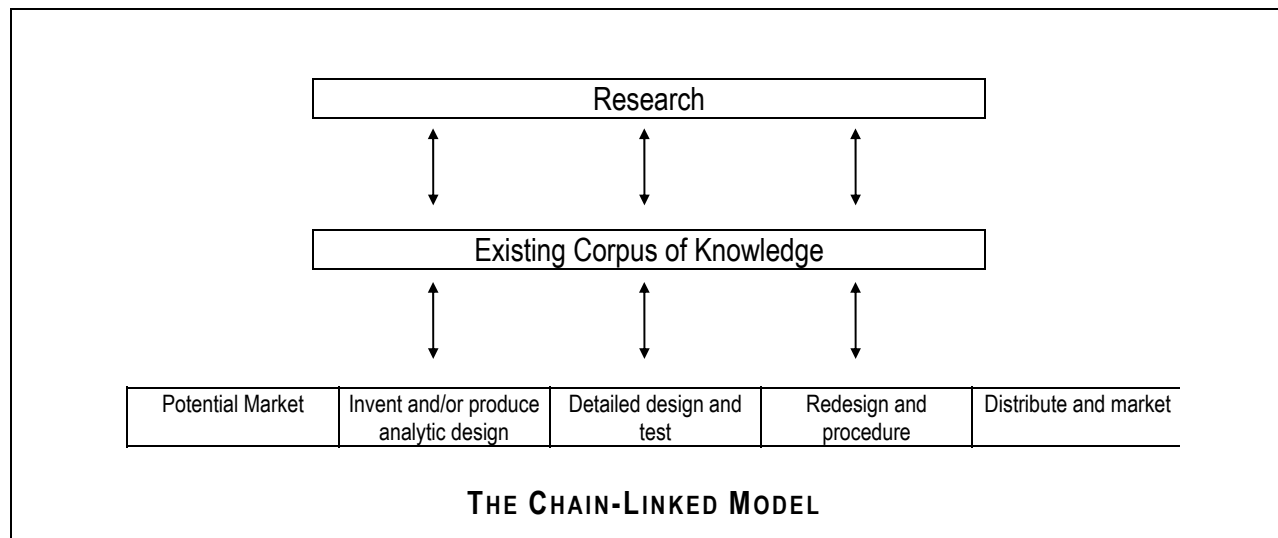 Research
Existing Corpus of Knowledge
Potential Market
Invent and/or produce
analytic design
Detailed design and
test
Redesign and
procedure
Distribute and market
THE CHAIN-LINKED MODEL